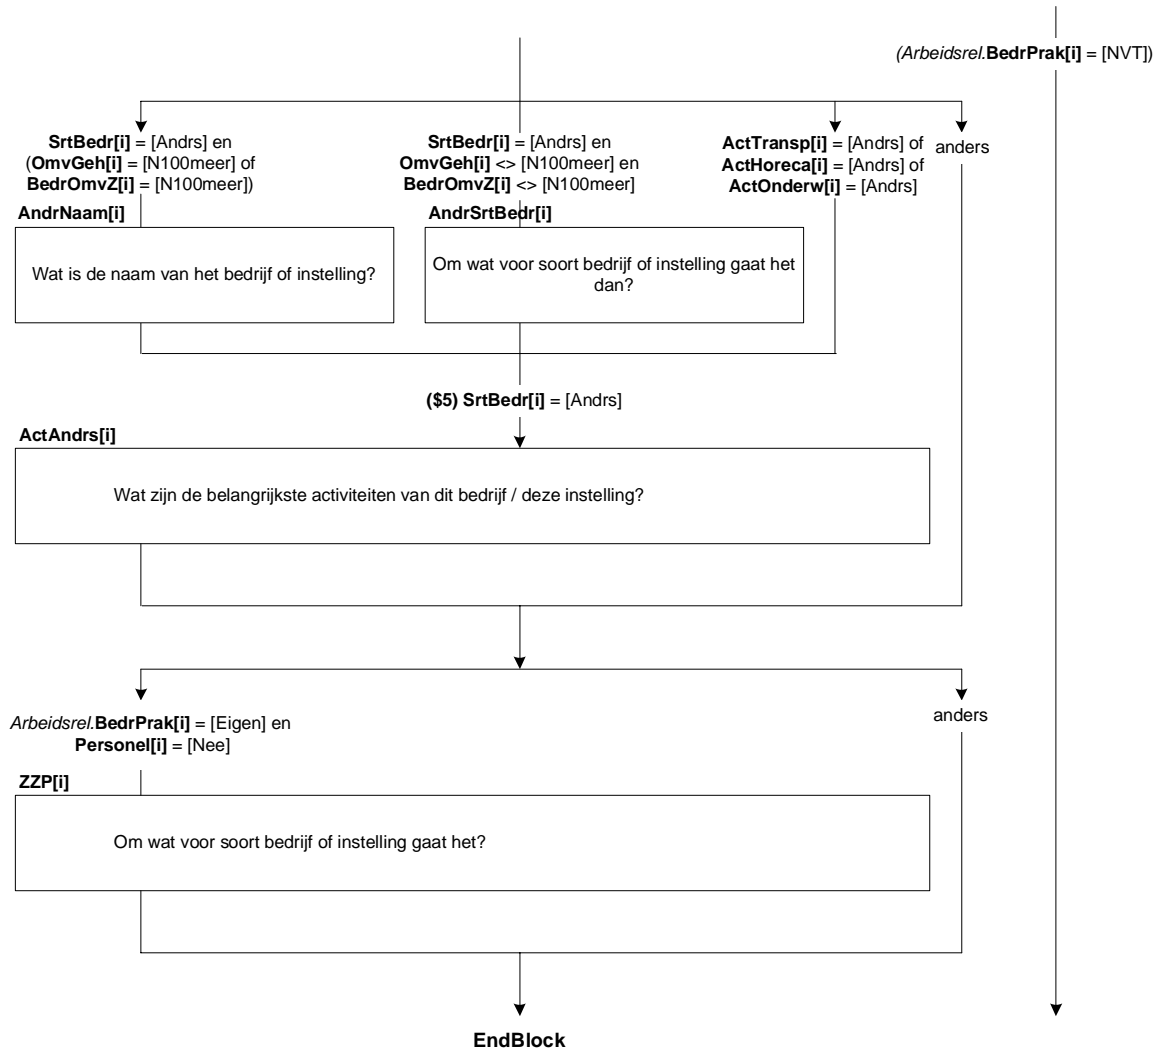 (Arbeidsrel.BedrPrak[i] = [NVT])
SrtBedr[i] = [Andrs] en
(OmvGeh[i] = [N100meer] of
BedrOmvZ[i] = [N100meer])
SrtBedr[i] = [Andrs] en
OmvGeh[i] <> [N100meer] en
BedrOmvZ[i] <> [N100meer]
ActTransp[i] = [Andrs] of
ActHoreca[i] = [Andrs] of
ActOnderw[i] = [Andrs]
anders
AndrNaam[i]
Wat is de naam van het bedrijf of instelling?
AndrSrtBedr[i]
Om wat voor soort bedrijf of instelling gaat het
dan?
($5) SrtBedr[i] = [Andrs]
ActAndrs[i]
Wat zijn de belangrijkste activiteiten van dit bedrijf / deze instelling?
Arbeidsrel.BedrPrak[i] = [Eigen] en
Personel[i] = [Nee]
anders
ZZP[i]
Om wat voor soort bedrijf of instelling gaat het?
EndBlock